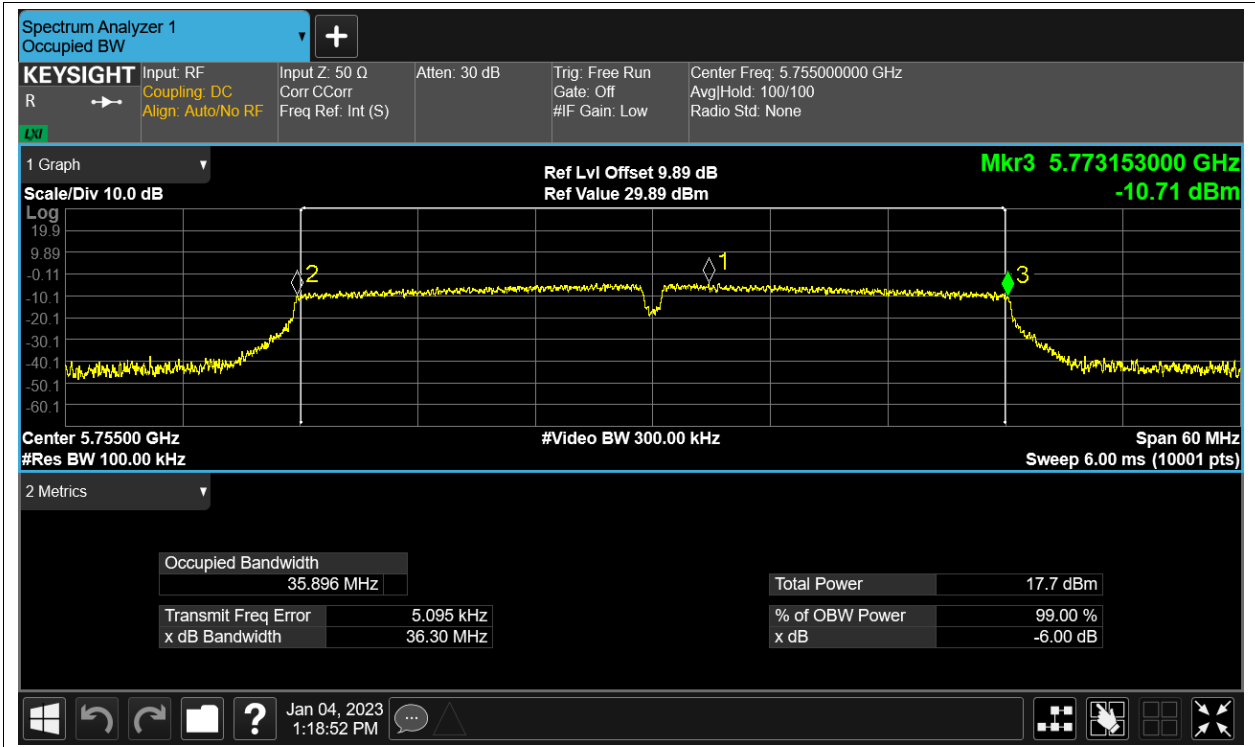 Spectrum Analyzer 1
Occupied BW
+
KEYSIGHT Input: RF Input Z: 50 Ω Atten: 30 dB Trig: Free Run Center Freq: 5.755000000 GHz
R Coupling: DC Corr CCorr Gate: Off Avg|Hold: 100/100
Align: Auto/No RF Freq Ref: Int (S) #IF Gain: Low Radio Std: None
LXI
1 Graph Ref Lvl Offset 9.89 dB Mkr3 5.773153000 GHz
Scale/Div 10.0 dB Ref Value 29.89 dBm -10.71 dBm
Log
19.9
9.89
-0.11
-10.1
-20.1
-30.1
-40.1
-50.1
-60.1
2
1
3
Center 5.75500 GHz #Video BW 300.00 kHz Span 60 MHz
#Res BW 100.00 kHz Sweep 6.00 ms (10001 pts)
2 Metrics
Occupied Bandwidth
35.896 MHz Total Power 17.7 dBm
Transmit Freq Error 5.095 kHz % of OBW Power 99.00 %
x dB Bandwidth 36.30 MHz x dB -6.00 dB
? Jan 04, 2023
1:18:52 PM